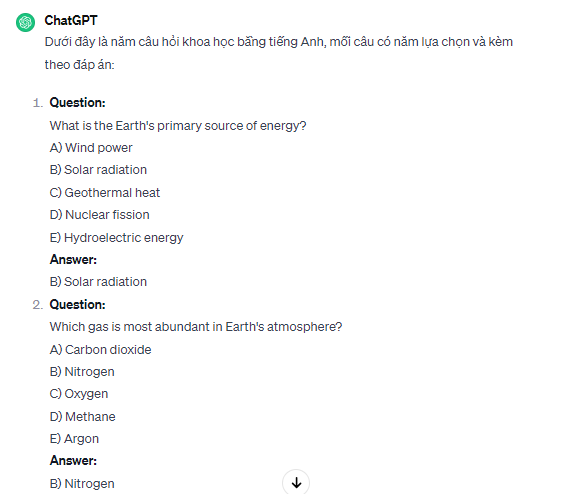 ChatGPT
Dưới đây là năm câu hỏi khoa học bằng tiếng Anh, mỗi câu có năm lựa chọn và kèm
theo đáp án:
1. Question:
What is the Earth's primary source of energy?
A) Wind power
B) Solar radiation
C) Geothermal heat
D) Nuclear fission
E) Hydroelectric energy
Answer:
B) Solar radiation
2. Question:
Which gas is most abundant in Earth's atmosphere?
A) Carbon dioxide
B) Nitrogen
C) Oxygen
D) Methane
E) Argon
Answer:
B) Nitrogen